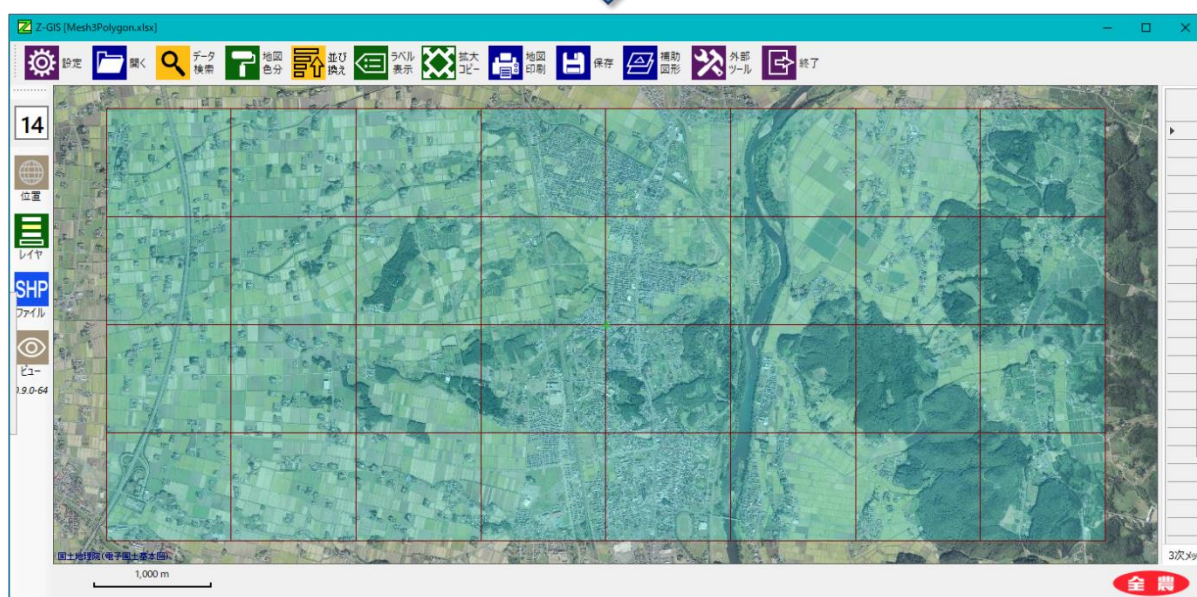 Z-GIS [Mesh3Polygon.xlsx]
設定
開く
データ
検索
地図
色分
並び
換え
ラベル
表示
拡大
コピー
地図
印刷
保存
補助
図形
外部
ツール
終了
14
位置
レイヤ
SHP
ファイル
ビュー
.9.0-64
国土地理院(電子国土基本図)
1,000 m
3次メッ
全農